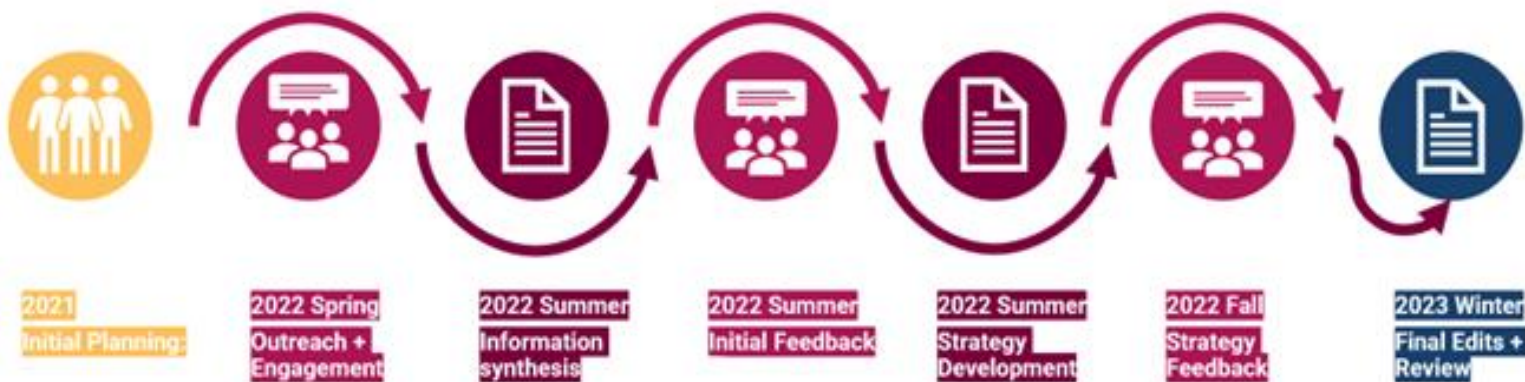 2021
Initial Planning:
2022 Spring
Outreach +
Engagement
2022 Summer
Information
synthesis
2022 Summer
Initial Feedback
2022 Summer
Strategy
Development
2022 Fall
Strategy
Feedback
2023 Winter
Final Edits +
Review